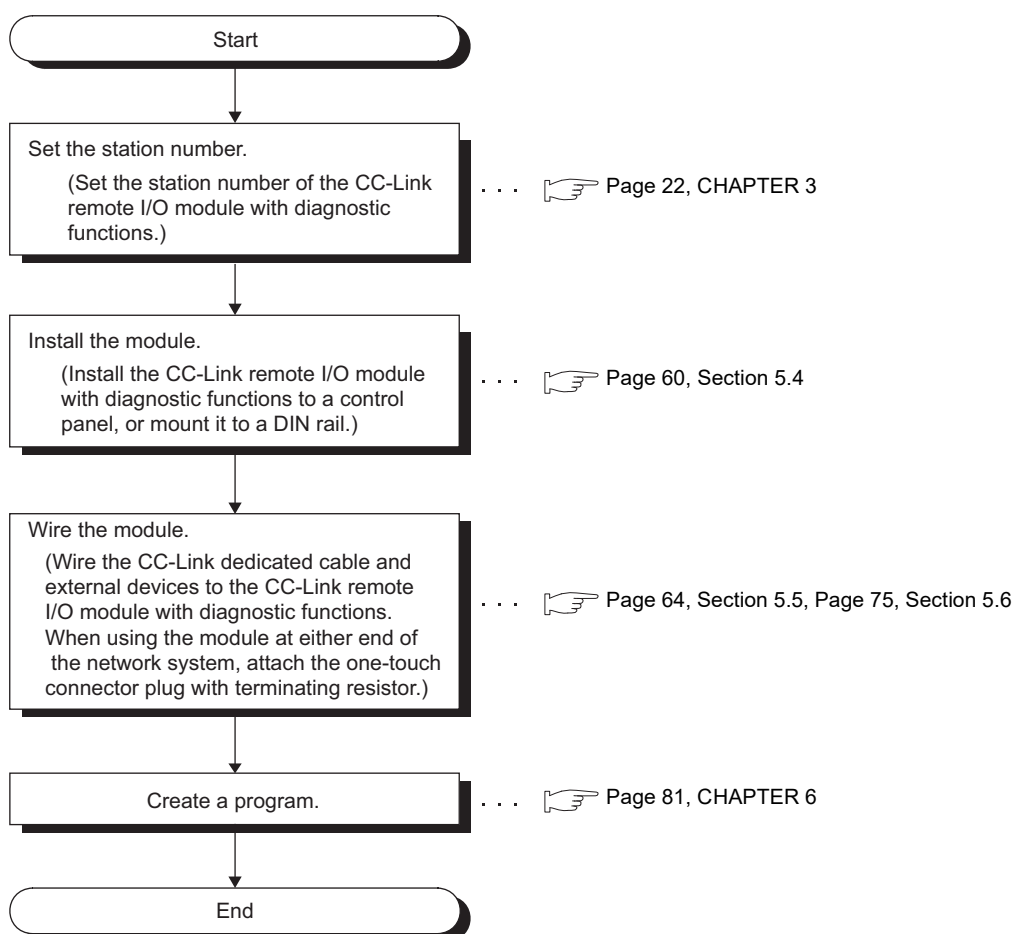 Start
Set the station number.
(Set the station number of the CC-Link
remote I/O module with diagnostic
functions.)
. . . Page 22, CHAPTER 3
Install the module.
(Install the CC-Link remote I/O module
with diagnostic functions to a control
panel, or mount it to a DIN rail.)
. . . Page 60, Section 5.4
Wire the module.
(Wire the CC-Link dedicated cable and
external devices to the CC-Link remote
I/O module with diagnostic functions.
When using the module at either end of
the network system, attach the one-touch
connector plug with terminating resistor.)
. . . Page 64, Section 5.5, Page 75, Section 5.6
Create a program.
. . . Page 81, CHAPTER 6
End